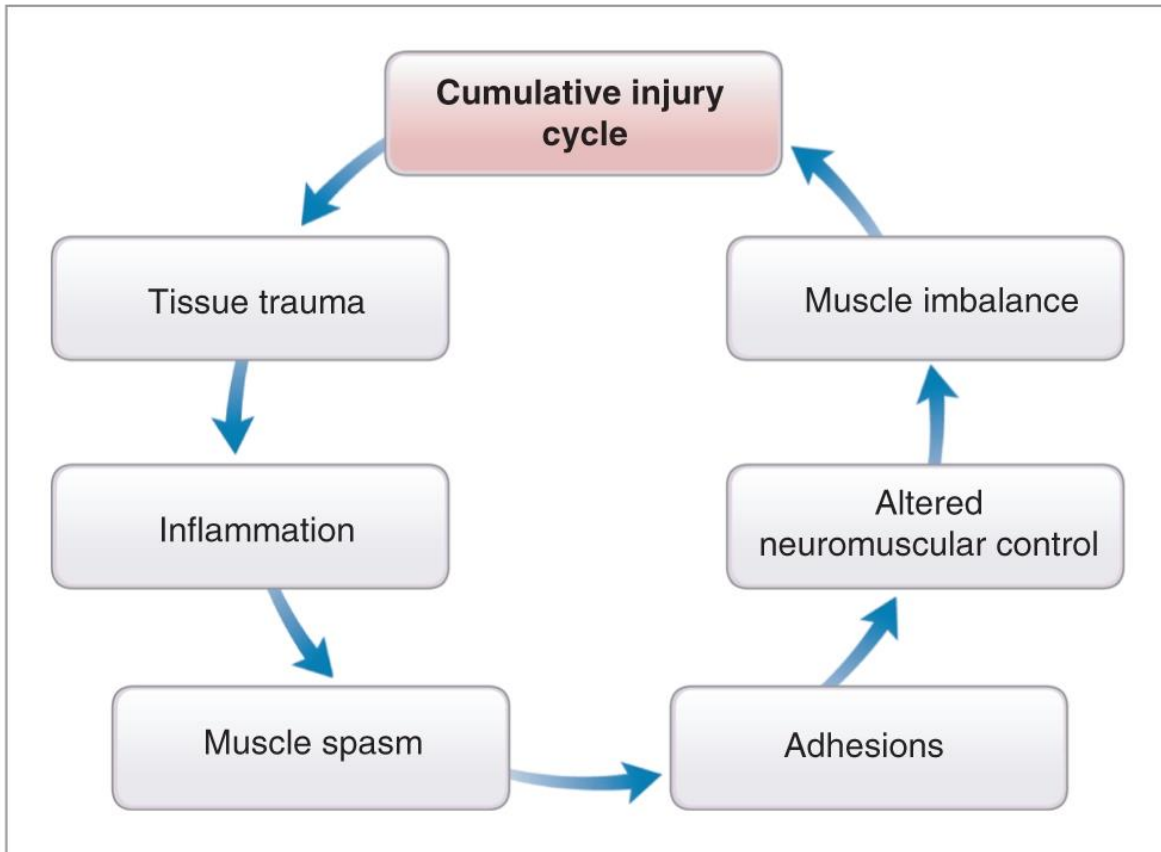 Cumulative injury
cycle
Tissue trauma
Inflammation
Muscle spasm
Adhesions
Altered
neuromuscular control
Muscle imbalance